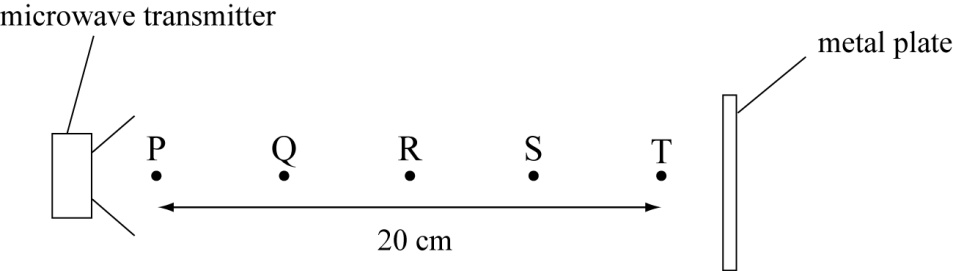 microwave transmitter
metal plate
P Q R S T
20 cm